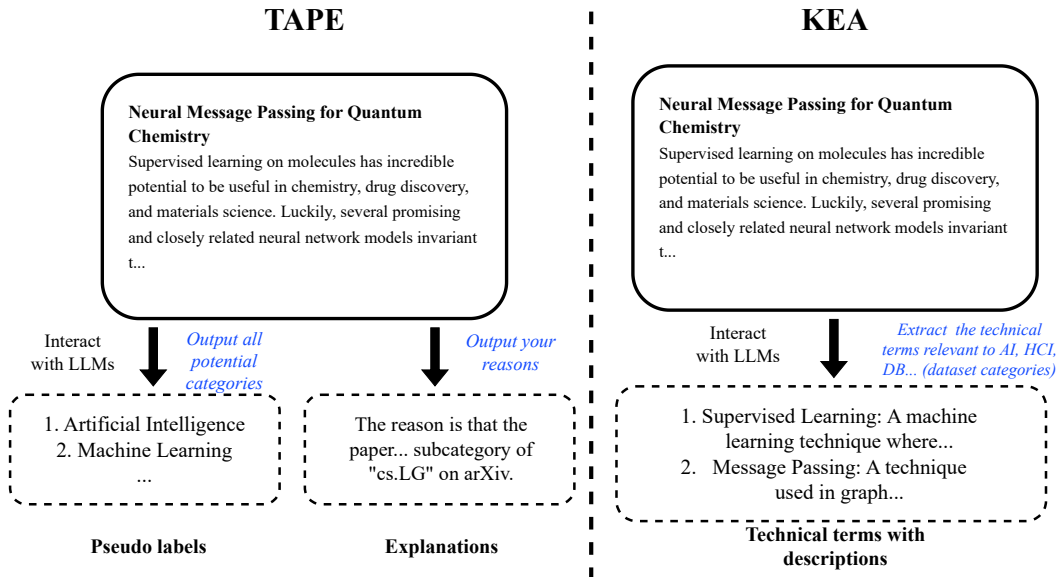 TAPE
Neural Message Passing for Quantum
Chemistry
Supervised learning on molecules has incredible
potential to be useful in chemistry, drug discovery,
and materials science. Luckily, several promising
and closely related neural network models invariant
t...
Interact
with LLMs
Output all
potential
categories
Output your
reasons
1. Artificial Intelligence
2. Machine Learning
...
The reason is that the
paper... subcategory of
"cs.LG" on arXiv.
Pseudo labels
Explanations
KEA
Neural Message Passing for Quantum
Chemistry
Supervised learning on molecules has incredible
potential to be useful in chemistry, drug discovery,
and materials science. Luckily, several promising
and closely related neural network models invariant
t...
Interact
with LLMs
Extract the technical
terms relevant to AI, HCI,
DB... (dataset categories)
1. Supervised Learning: A machine
learning technique where...
2. Message Passing: A technique
used in graph...
Technical terms with
descriptions